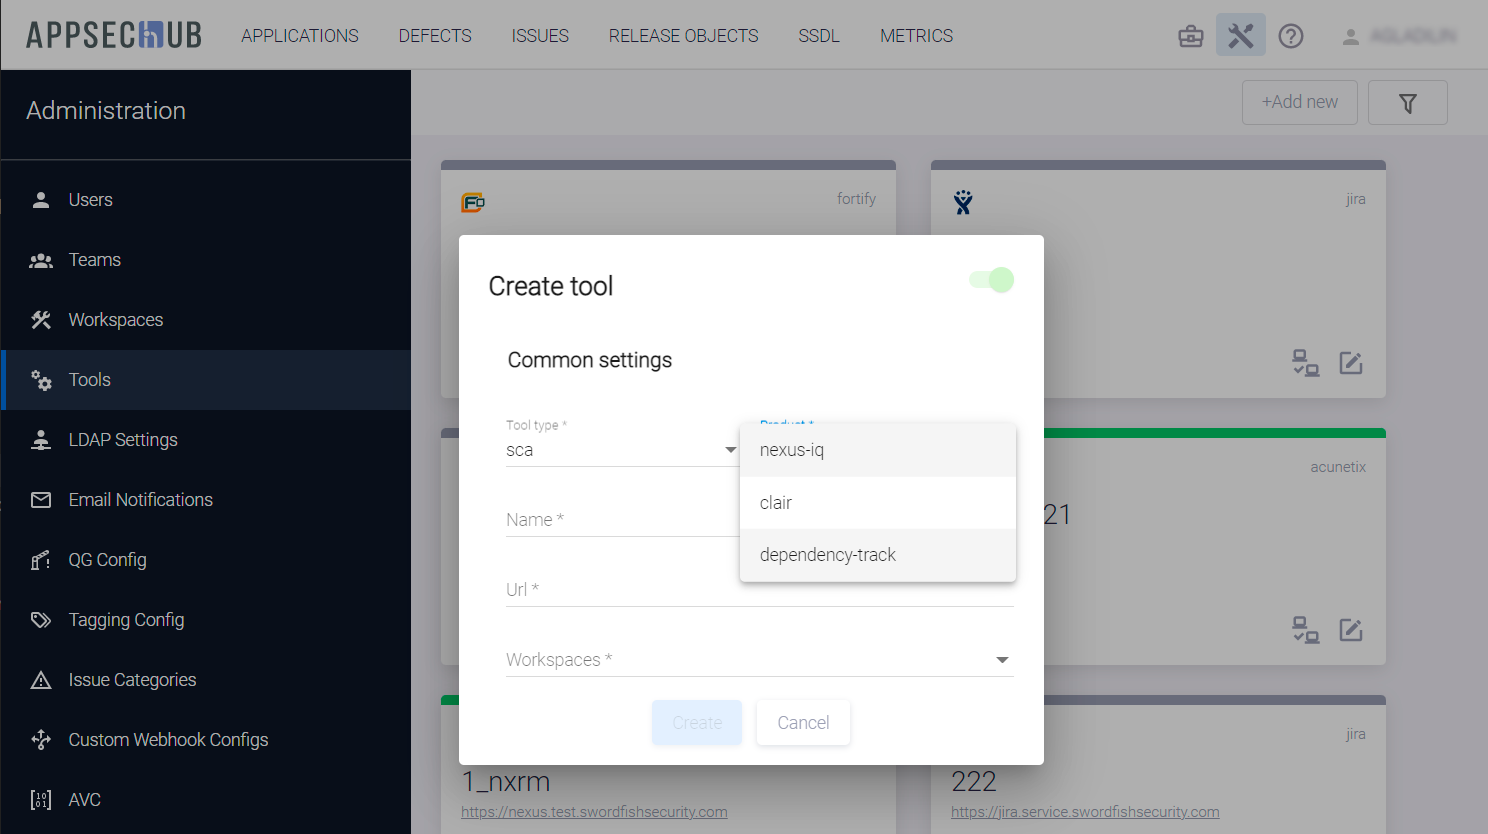 APPSECHUB
APPLICATIONS DEFECTS ISSUES RELEASE OBJECTS SSDL METRICS
Administration
+Add new
Users
Teams
Workspaces
Tools
LDAP Settings
Email Notifications
QG Config
Tagging Config
Issue Categories
Custom Webhook Configs
AVC
fortify
jira
Create tool
Common settings
Tool type *
sca
Product *
nexus-iq
clair
dependency-track
Name *
Url *
Workspaces *
Create
Cancel
acunetix
21
1_nxrm
https://nexus.test.swordfishsecurity.com
jira
222
https://jira.service.swordfishsecurity.com